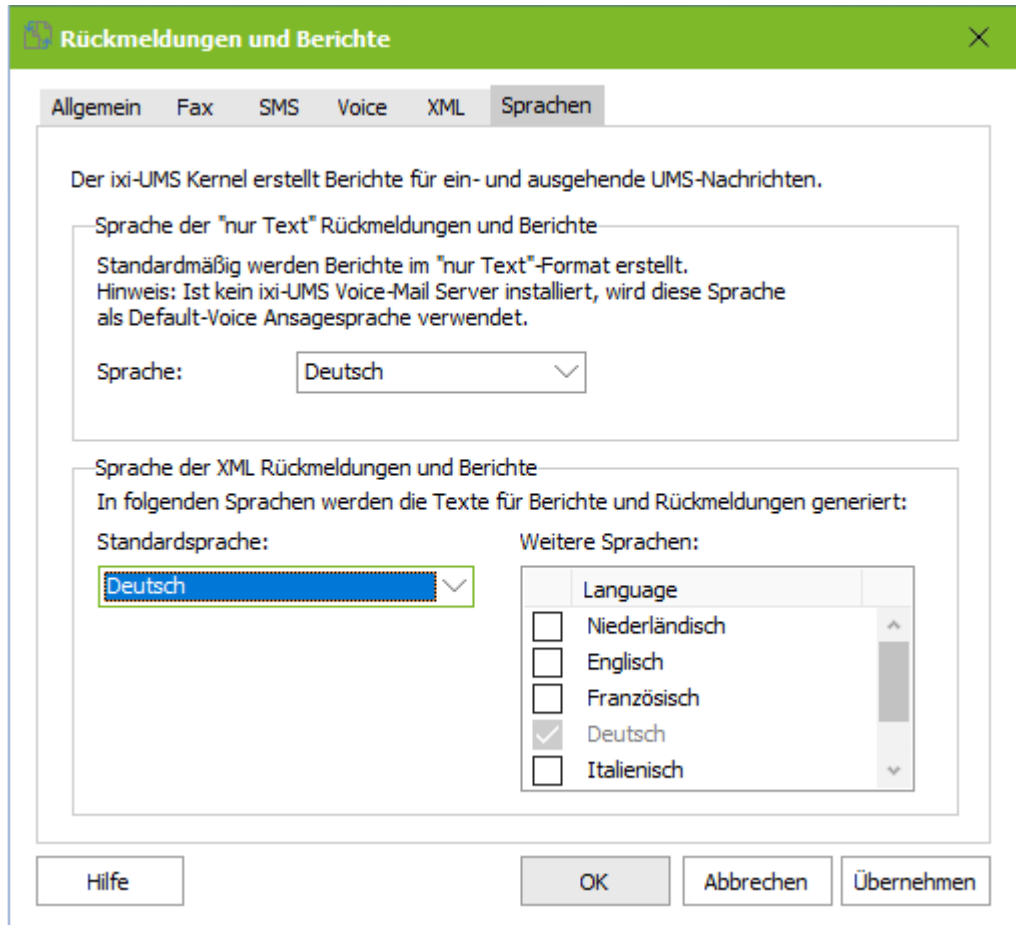 Rückmeldungen und Berichte
Allgemein Fax SMS Voice XML Sprachen
Der ixi-UMS Kernel erstellt Berichte für ein- und ausgehende UMS-Nachrichten.
Sprache der "nur Text" Rückmeldungen und Berichte
Standardmäßig werden Berichte im "nur Text"-Format erstellt.
Hinweis: Ist kein ixi-UMS Voice-Mail Server installiert, wird diese Sprache
als Default-Voice Ansagesprache verwendet.
Sprache: Deutsch
Sprache der XML Rückmeldungen und Berichte
In folgenden Sprachen werden die Texte für Berichte und Rückmeldungen generiert:
Standardsprache: Weitere Sprachen:
Deutsch
Language
Niederländisch
Englisch
Französisch
Deutsch
Italienisch
Hilfe OK Abbrechen Übernehmen